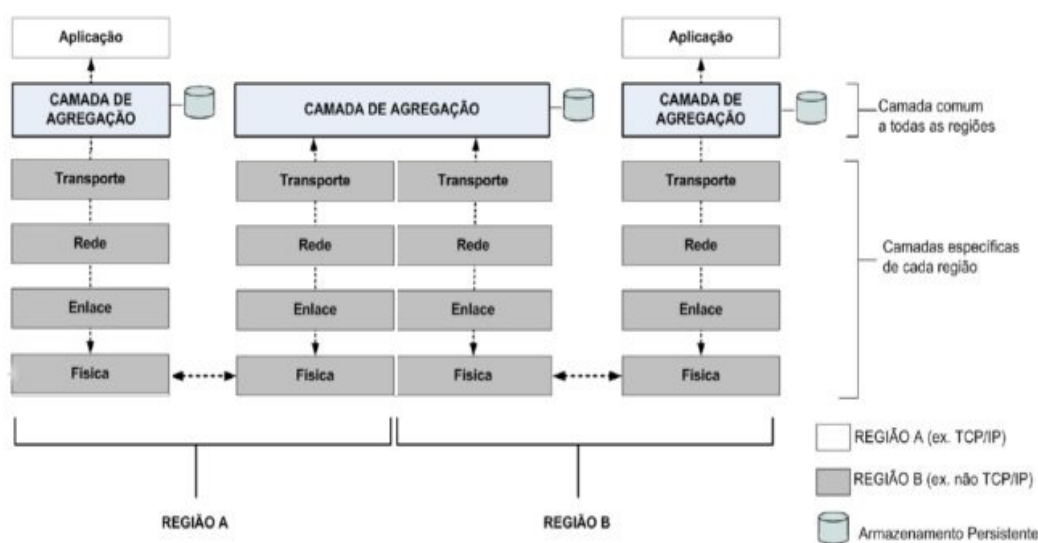 Aplicação
Aplicação
CAMADA DE
AGREGAÇÃO
CAMADA DE AGREGAÇÃO
CAMADA DE
AGREGAÇÃO
Camada comum
a todas as regiões
Transporte
Transporte
Transporte
Transporte
Rede
Rede
Rede
Rede
Camadas específicas
de cada região
Enlace
Enlace
Enlace
Enlace
Física
Física
Física
Física
REGIÃO A (ex. TCP/IP)
REGIÃO B (ex. não TCP/IP)
REGIÃO A
REGIÃO B
Armazenamento Persistente